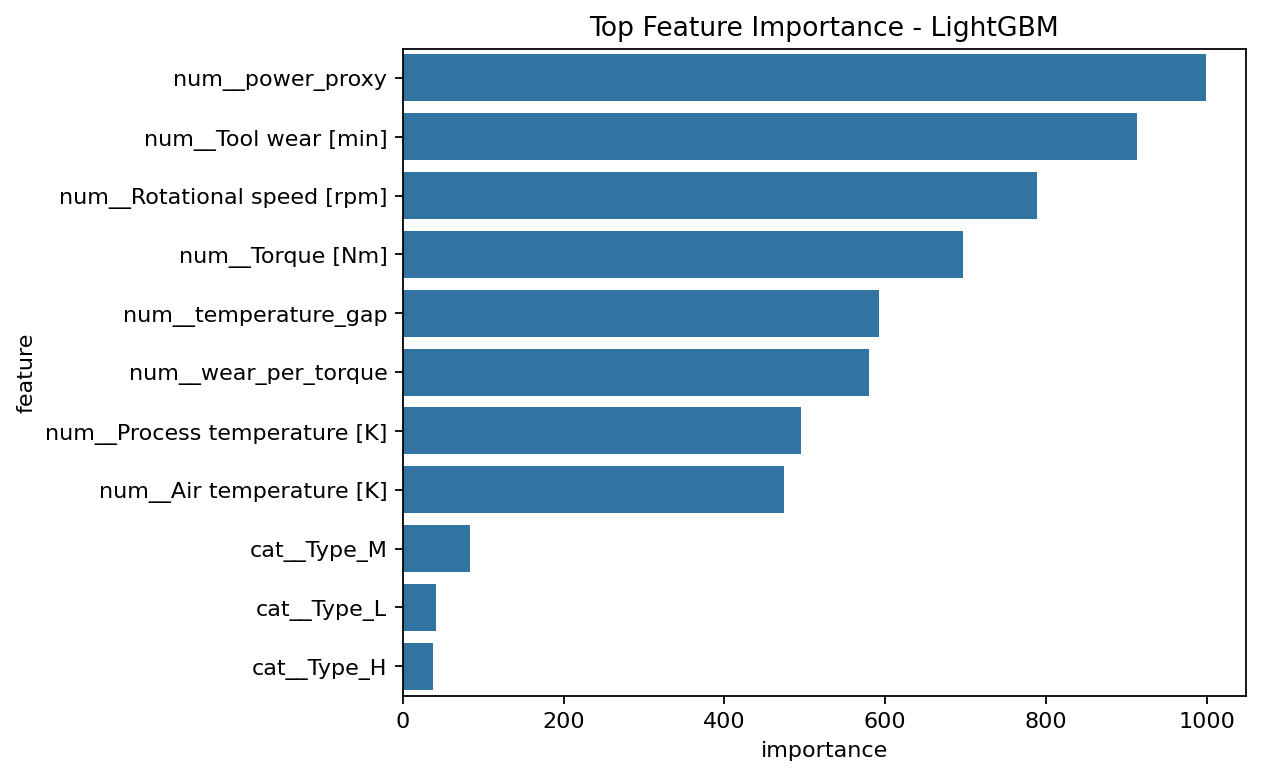 Top Feature Importance - LightGBM
num__power_proxy
num__Tool wear [min]
num__Rotational speed [rpm]
num__Torque [Nm]
num__temperature_gap
num__wear_per_torque
num__Process temperature [K]
num__Air temperature [K]
cat__Type_M
cat__Type_L
cat__Type_H
feature
0 200 400 600 800 1000
importance